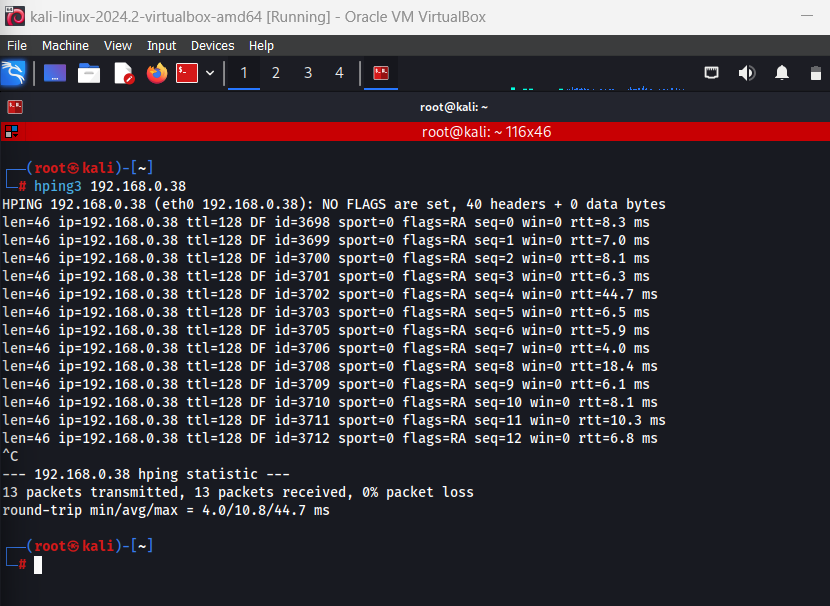 kali-linux-2024.2-virtualbox-amd64 [Running] - Oracle VM VirtualBox
File Machine View Input Devices Help
1 2 3 4
root@kali: ~
root@kali: ~ 116x46
┌──(root㉿kali)-[~]
└─# hping3 192.168.0.38
HPING 192.168.0.38 (eth0 192.168.0.38): NO FLAGS are set, 40 headers + 0 data bytes
len=46 ip=192.168.0.38 ttl=128 DF id=3698 sport=0 flags=RA seq=0 win=0 rtt=8.3 ms
len=46 ip=192.168.0.38 ttl=128 DF id=3699 sport=0 flags=RA seq=1 win=0 rtt=7.0 ms
len=46 ip=192.168.0.38 ttl=128 DF id=3700 sport=0 flags=RA seq=2 win=0 rtt=8.1 ms
len=46 ip=192.168.0.38 ttl=128 DF id=3701 sport=0 flags=RA seq=3 win=0 rtt=6.3 ms
len=46 ip=192.168.0.38 ttl=128 DF id=3702 sport=0 flags=RA seq=4 win=0 rtt=44.7 ms
len=46 ip=192.168.0.38 ttl=128 DF id=3703 sport=0 flags=RA seq=5 win=0 rtt=6.5 ms
len=46 ip=192.168.0.38 ttl=128 DF id=3705 sport=0 flags=RA seq=6 win=0 rtt=5.9 ms
len=46 ip=192.168.0.38 ttl=128 DF id=3706 sport=0 flags=RA seq=7 win=0 rtt=4.0 ms
len=46 ip=192.168.0.38 ttl=128 DF id=3708 sport=0 flags=RA seq=8 win=0 rtt=18.4 ms
len=46 ip=192.168.0.38 ttl=128 DF id=3709 sport=0 flags=RA seq=9 win=0 rtt=6.1 ms
len=46 ip=192.168.0.38 ttl=128 DF id=3710 sport=0 flags=RA seq=10 win=0 rtt=8.1 ms
len=46 ip=192.168.0.38 ttl=128 DF id=3711 sport=0 flags=RA seq=11 win=0 rtt=10.3 ms
len=46 ip=192.168.0.38 ttl=128 DF id=3712 sport=0 flags=RA seq=12 win=0 rtt=6.8 ms
^C
--- 192.168.0.38 hping statistic ---
13 packets transmitted, 13 packets received, 0% packet loss
round-trip min/avg/max = 4.0/10.8/44.7 ms
┌──(root㉿kali)-[~]
└─#